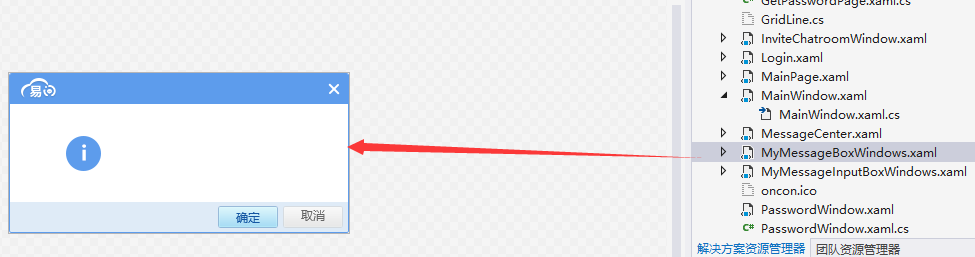 易
确定
取消
GetPasswordPage.xaml.cs
GridLine.cs
InviteChatroomWindow.xaml
Login.xaml
MainPage.xaml
MainWindow.xaml
MainWindow.xaml.cs
MessageCenter.xaml
MyMessageBoxWindows.xaml
MyMessageInputBoxWindows.xaml
oncon.ico
PasswordWindow.xaml
PasswordWindow.xaml.cs
解决方案资源管理器 团队资源管理器